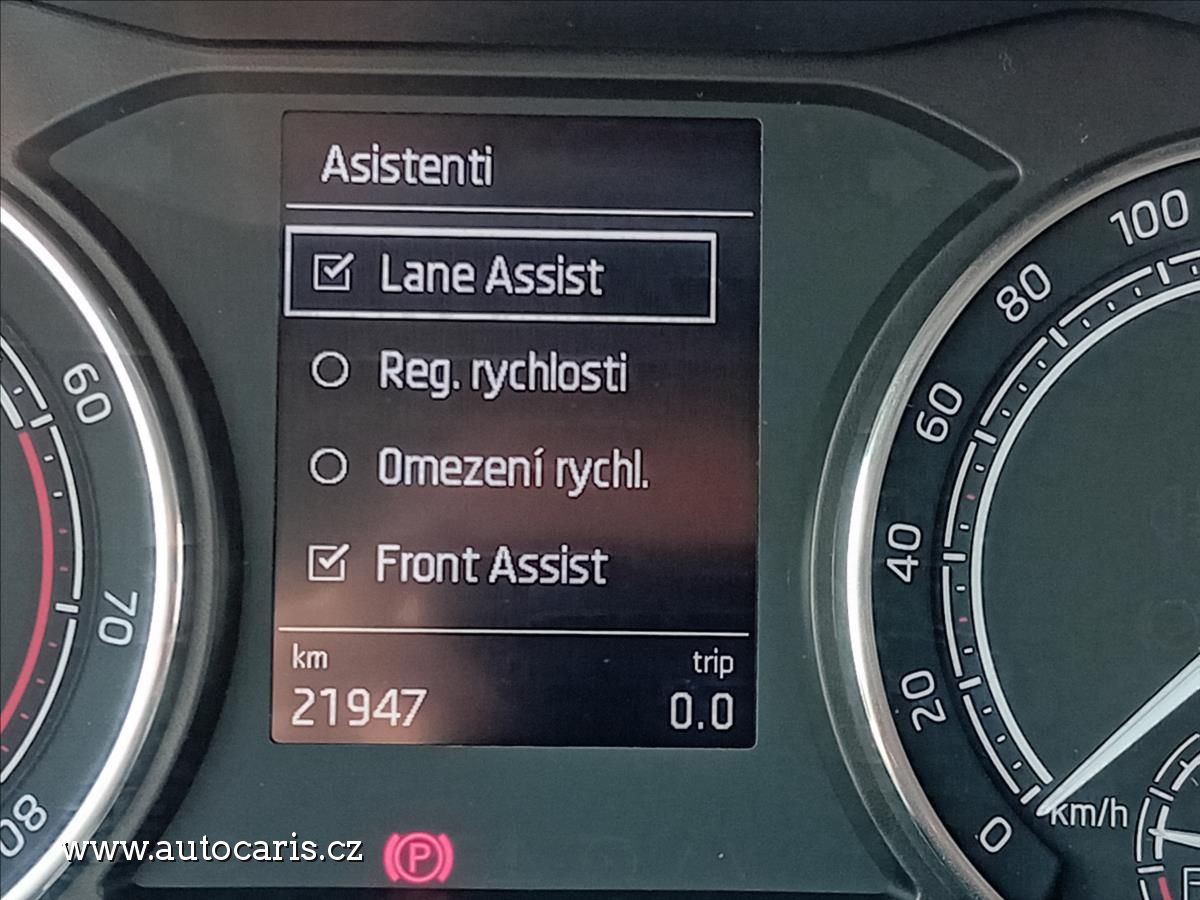 Asistenti
Lane Assist
Reg. rychlosti
Omezení rychl.
Front Assist
km trip
21947 0.0
60
70
80
100
80
60
40
20
0
km/h
P
www.autocaris.cz